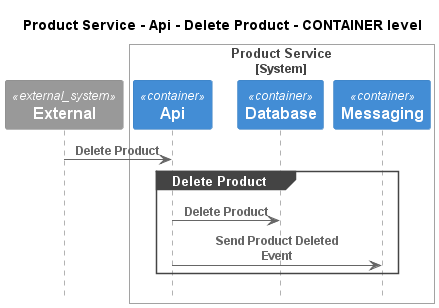 Product Service - Api - Delete Product - CONTAINER level
Product Service
[System]
«external_system»
External
«container»
Api
«container»
Database
«container»
Messaging
Delete Product
Delete Product
Delete Product
Send Product Deleted
Event